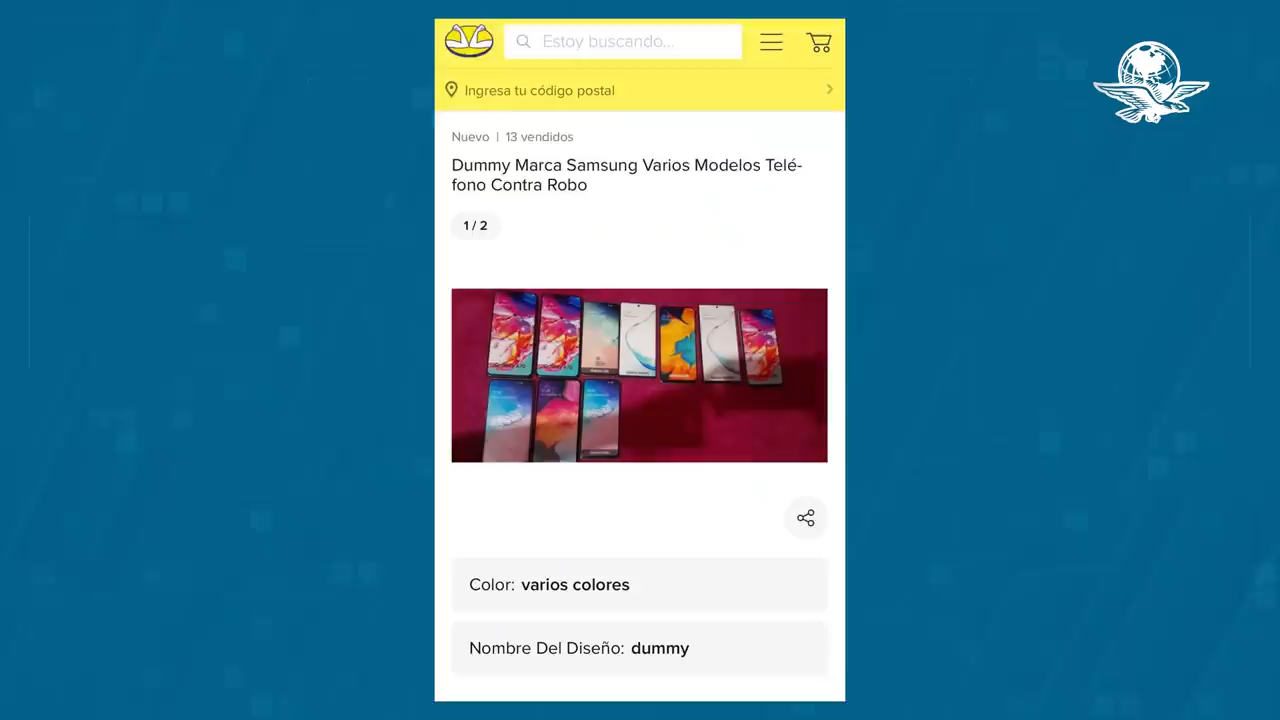 Estoy buscando...
Ingresa tu código postal
Nuevo | 13 vendidos
Dummy Marca Samsung Varios Modelos Telé-
fono Contra Robo
1 / 2
Color: varios colores
Nombre Del Diseño: dummy